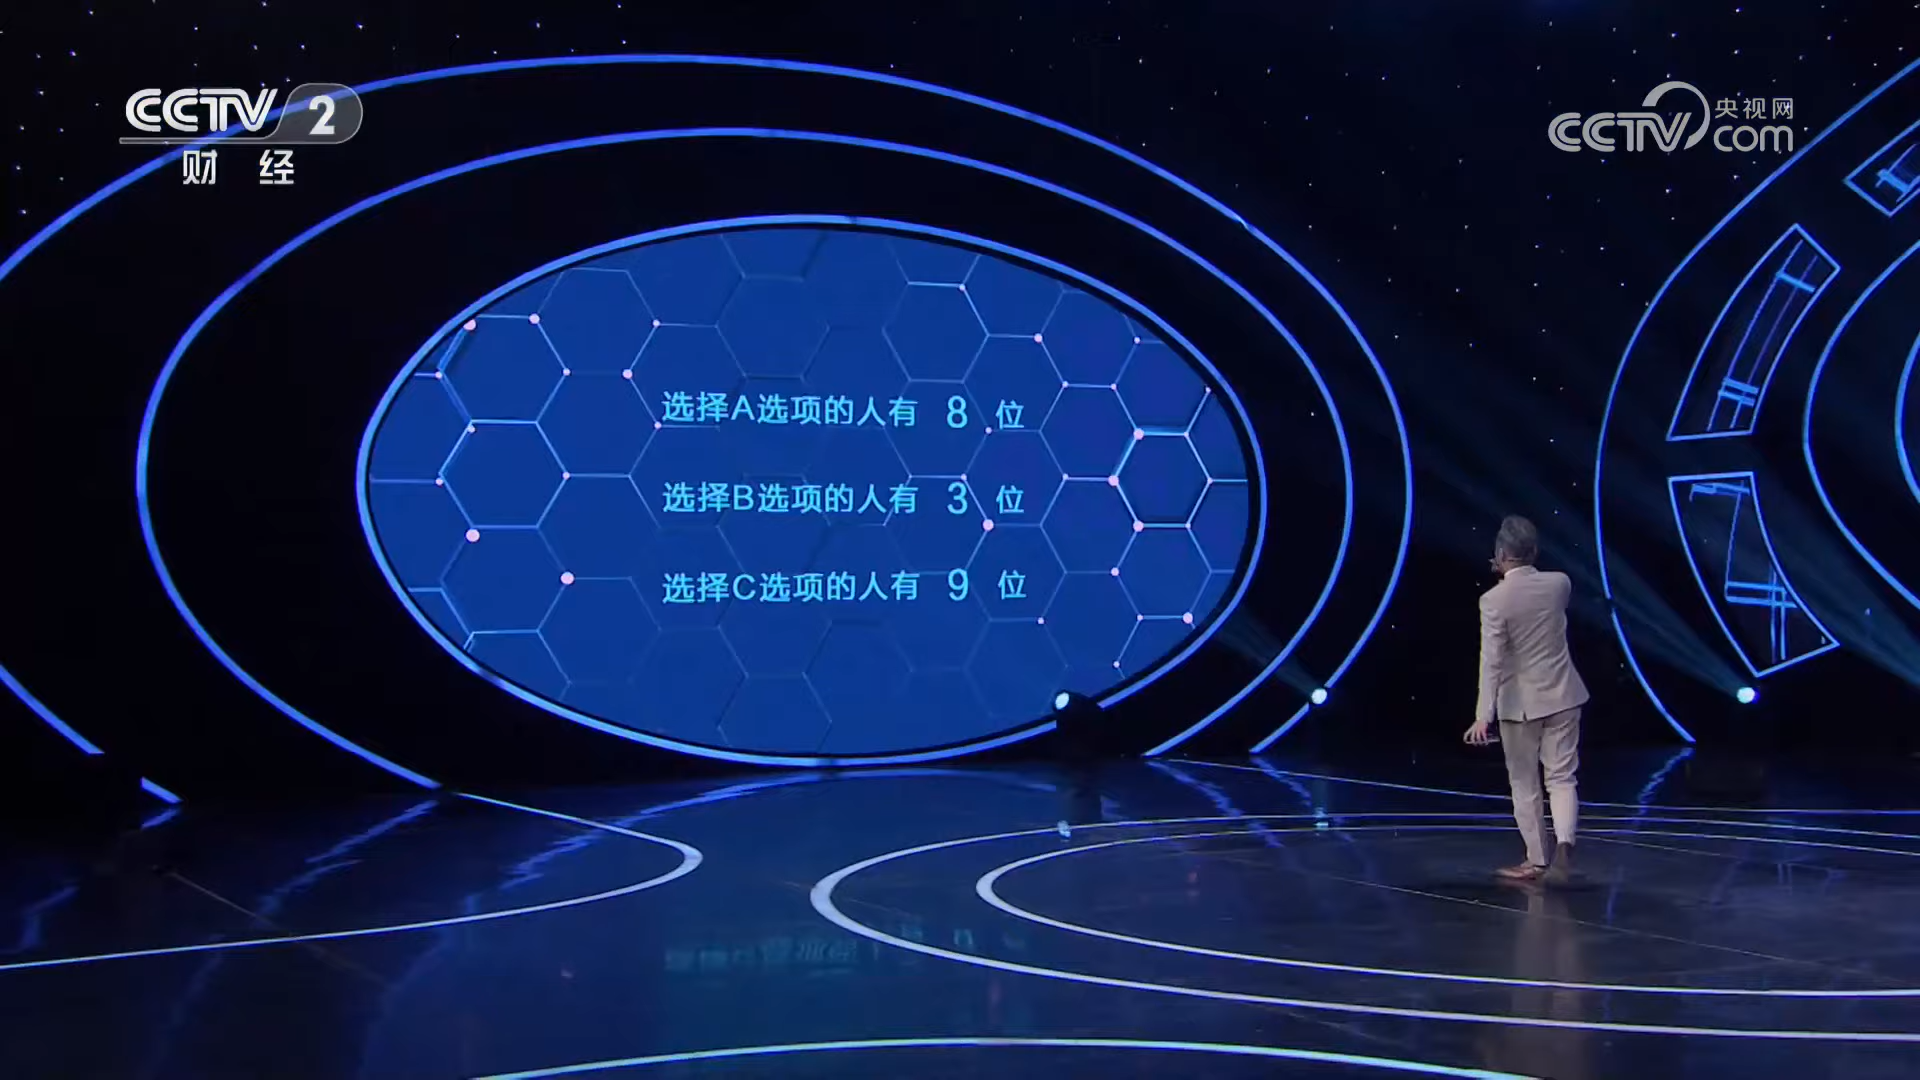 CCTV 2
财 经
央视网
CCTV.com
选择A选项的人有 8 位
选择B选项的人有 3 位
选择C选项的人有 9 位